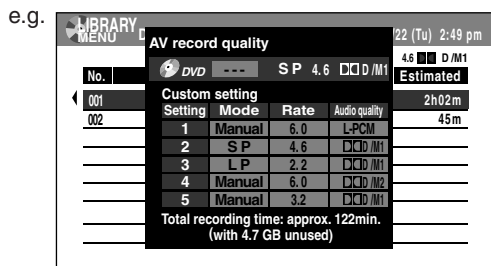 e.g.
LIBRARY
MENU D /22 (Tu) 2:49 pm
AV record quality
4.6 DD D /M1
DVD --- SP 4.6 DD D /M1
No. Estimated
Custom setting
001 2h02m
Setting Mode Rate Audio quality
002 45m
1 Manual 6.0 L-PCM
2 SP 4.6 DD D /M1
3 LP 2.2 DD D /M1
4 Manual 6.0 DD D /M2
5 Manual 3.2 DD D /M1
Total recording time: approx. 122min.
(with 4.7 GB unused)